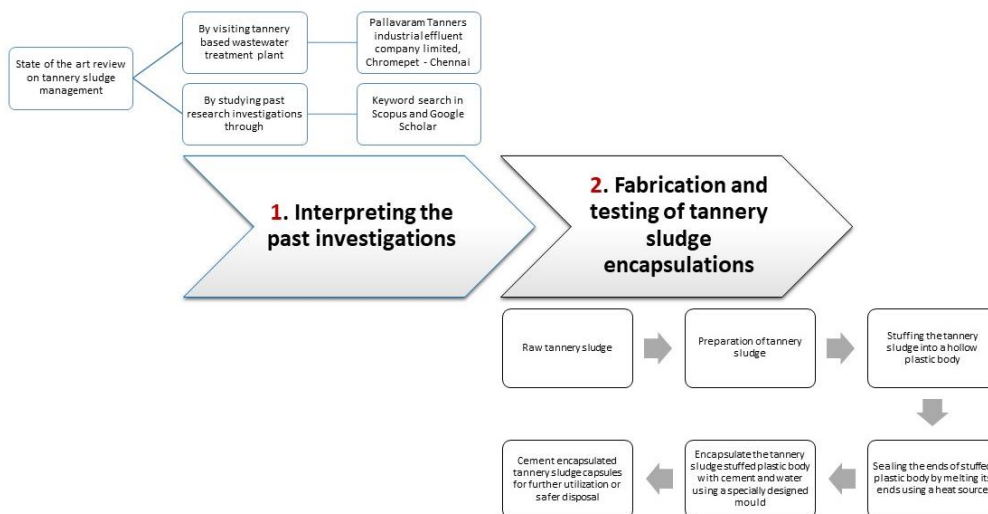 State of the art review
on tannery sludge
management
By visiting tannery
based wastewater
treatment plant
Pallavaram Tanners
industrial effluent
company limited,
Chromepet - Chennai
By studying past
research investigations
through
Keyword search in
Scopus and Google
Scholar
1. Interpreting the
past investigations
2. Fabrication and
testing of tannery
sludge
encapsulations
Raw tannery sludge
Preparation of tannery
sludge
Stuffing the tannery
sludge into a hollow
plastic body
Sealing the ends of stuffed
plastic body by melting its
ends using a heat source
Encapsulate the tannery
sludge stuffed plastic body
with cement and water
using a specially designed
mould
Cement encapsulated
tannery sludge capsules
for further utilization or
safer disposal